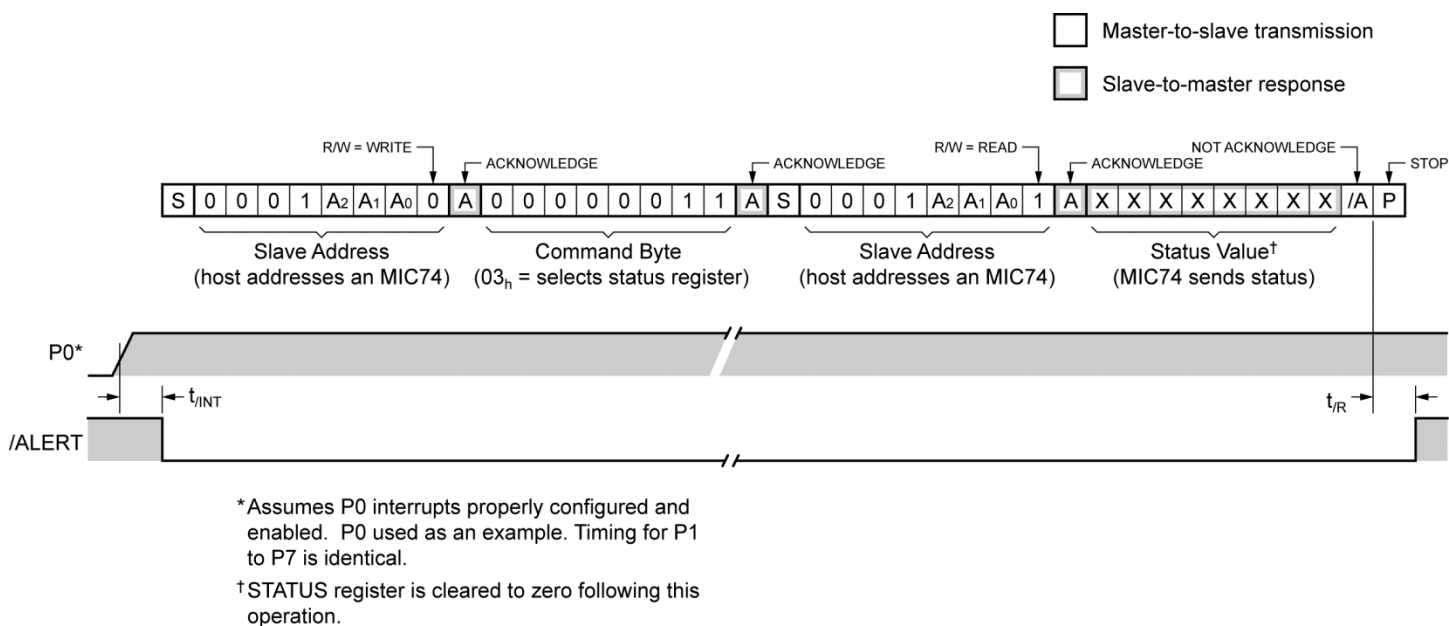 Master-to-slave transmission
Slave-to-master response
R/W = WRITE
ACKNOWLEDGE
ACKNOWLEDGE
R/W = READ
ACKNOWLEDGE
NOT ACKNOWLEDGE
STOP
S 0 0 0 1 A2 A1 A0 0 A 0 0 0 0 0 0 1 1 A S 0 0 0 1 A2 A1 A0 1 A X X X X X X X X /A P
Slave Address
(host addresses an MIC74)
Command Byte
(03h = selects status register)
Slave Address
(host addresses an MIC74)
Status Value†
(MIC74 sends status)
P0*
t/INT
t/R
/ALERT
*Assumes P0 interrupts properly configured and
enabled. P0 used as an example. Timing for P1
to P7 is identical.
†STATUS register is cleared to zero following this
operation.